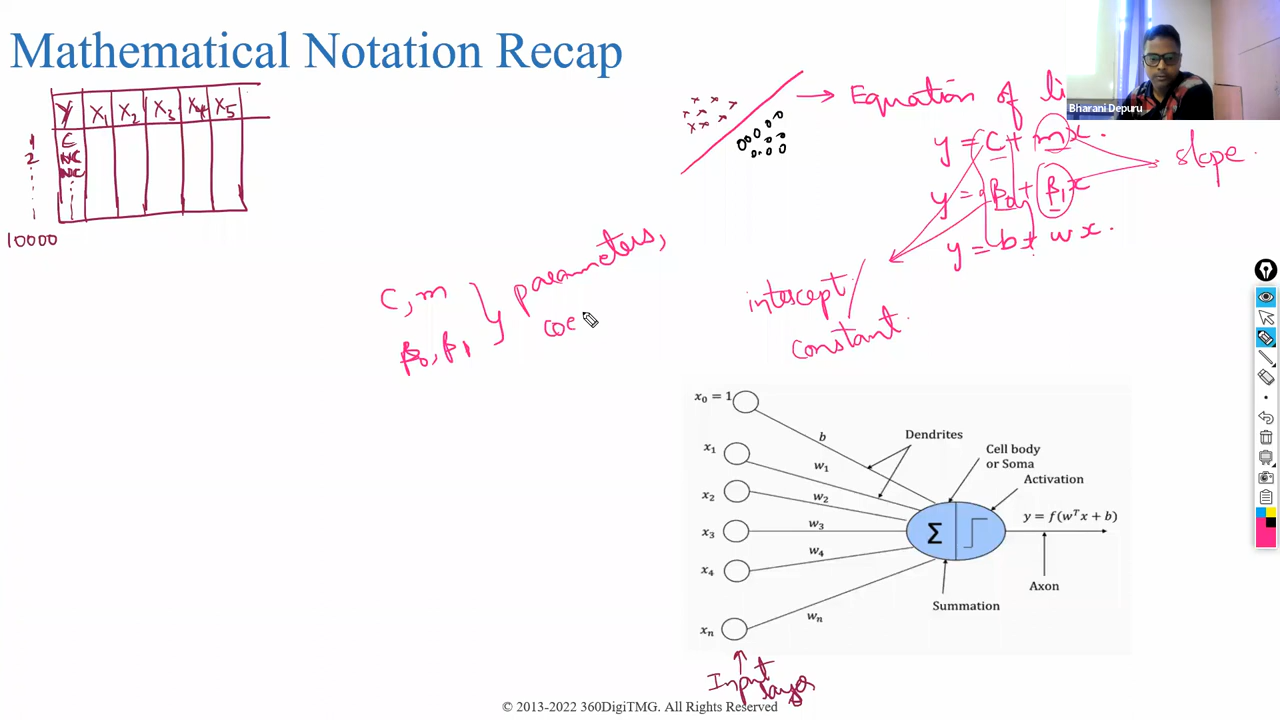 Mathematical Notation Recap
Bharani Depuru
Y X1 X2 X3 X4 X5
1 C
2 NC
NC
10000
→ Equation of li
y = C + mx.
y = β0 + β1x
y = b + wx.
slope.
intercept/
constant.
C, m
β0, β1
parameters,
coe
x0 = 1
b
x1
w1
x2
w2
x3
w3
x4
w4
xn
wn
Dendrites
Cell body
or Soma
Activation
Σ
y = f(wᵀx + b)
Axon
Summation
Input
layer
© 2013-2022 360DigiTMG. All Rights Reserved